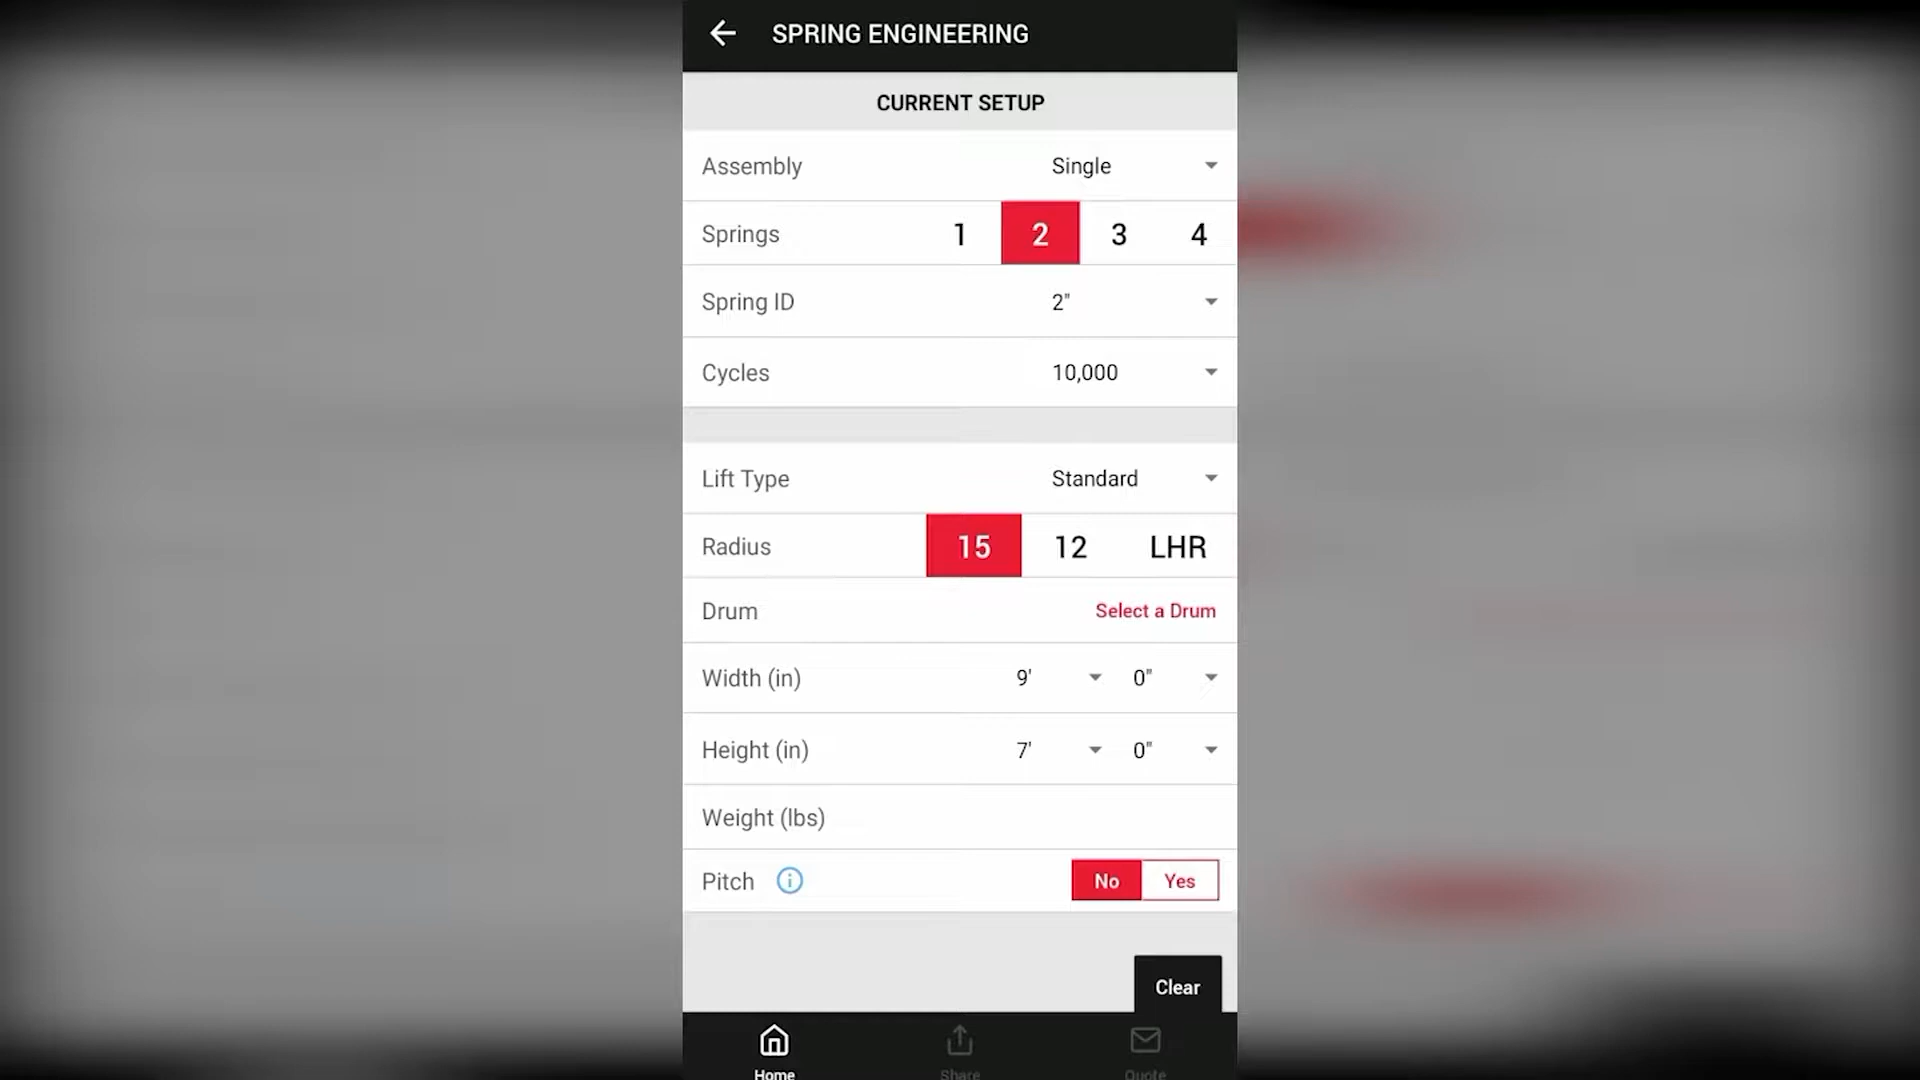 SPRING ENGINEERING
CURRENT SETUP
Assembly Single
Springs 1 2 3 4
Spring ID 2"
Cycles 10,000
Lift Type Standard
Radius 15 12 LHR
Drum Select a Drum
Width (in) 9' 0"
Height (in) 7' 0"
Weight (lbs)
Pitch No Yes
Clear
Home Share Quote